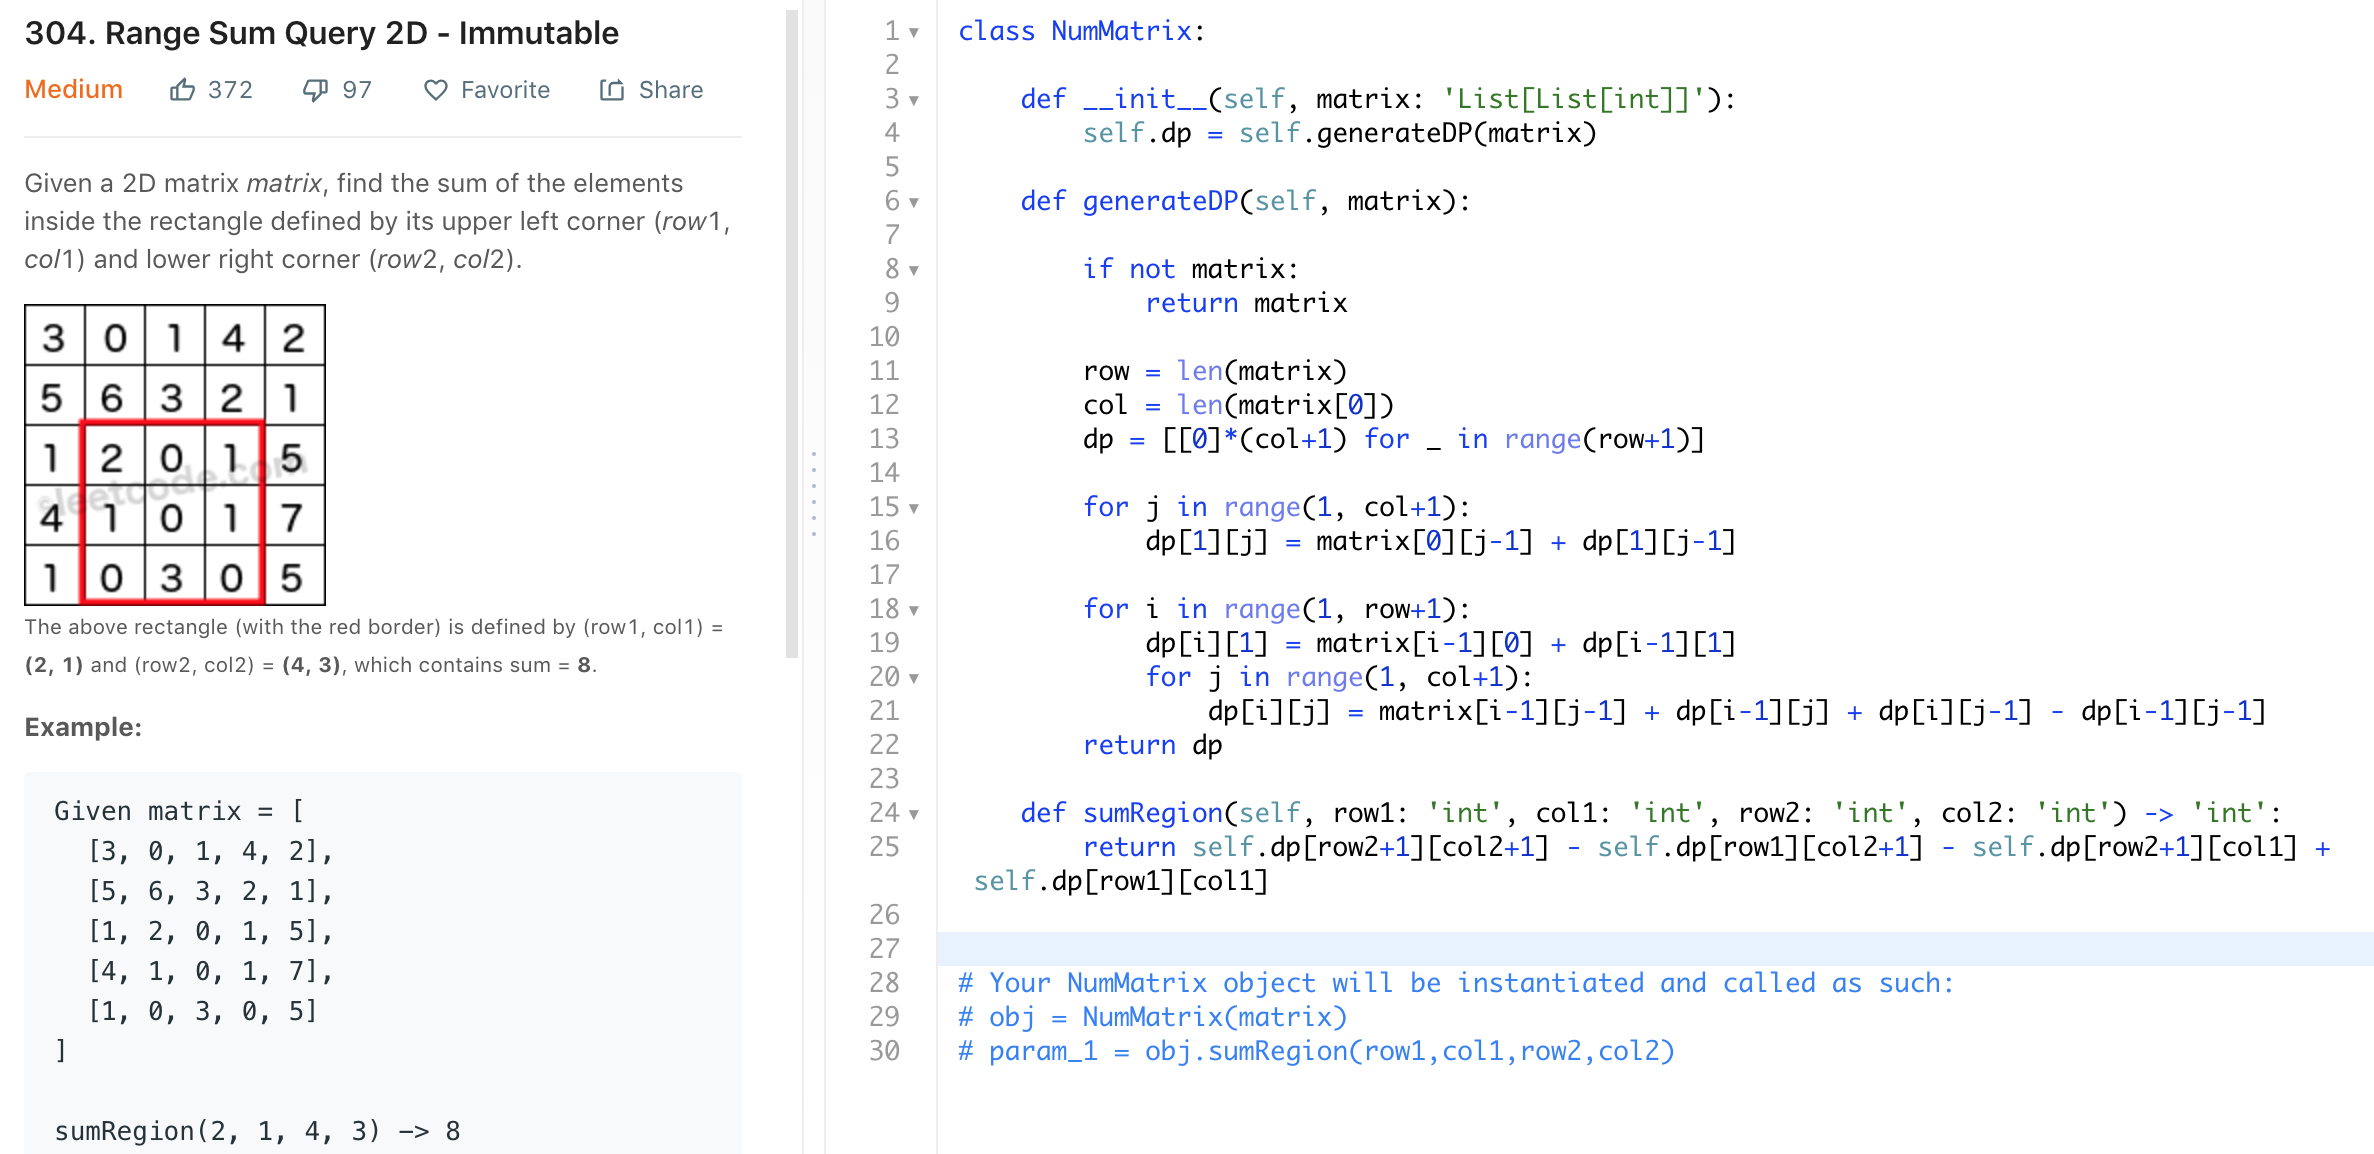 304. Range Sum Query 2D - Immutable
Medium 372 97 Favorite Share
Given a 2D matrix matrix, find the sum of the elements
inside the rectangle defined by its upper left corner (row1,
col1) and lower right corner (row2, col2).
3 0 1 4 2
5 6 3 2 1
1 2 0 1 5
4 1 0 1 7
1 0 3 0 5
leetcode.com
The above rectangle (with the red border) is defined by (row1, col1) =
(2, 1) and (row2, col2) = (4, 3), which contains sum = 8.
Example:
Given matrix = [
  [3, 0, 1, 4, 2],
  [5, 6, 3, 2, 1],
  [1, 2, 0, 1, 5],
  [4, 1, 0, 1, 7],
  [1, 0, 3, 0, 5]
]
sumRegion(2, 1, 4, 3) -> 8
1 class NumMatrix:
2
3     def __init__(self, matrix: 'List[List[int]]'):
4         self.dp = self.generateDP(matrix)
5
6     def generateDP(self, matrix):
7
8         if not matrix:
9             return matrix
10
11         row = len(matrix)
12         col = len(matrix[0])
13         dp = [[0]*(col+1) for _ in range(row+1)]
14
15         for j in range(1, col+1):
16             dp[1][j] = matrix[0][j-1] + dp[1][j-1]
17
18         for i in range(1, row+1):
19             dp[i][1] = matrix[i-1][0] + dp[i-1][1]
20             for j in range(1, col+1):
21                 dp[i][j] = matrix[i-1][j-1] + dp[i-1][j] + dp[i][j-1] - dp[i-1][j-1]
22         return dp
23
24     def sumRegion(self, row1: 'int', col1: 'int', row2: 'int', col2: 'int') -> 'int':
25         return self.dp[row2+1][col2+1] - self.dp[row1][col2+1] - self.dp[row2+1][col1] +
self.dp[row1][col1]
26
27
28 # Your NumMatrix object will be instantiated and called as such:
29 # obj = NumMatrix(matrix)
30 # param_1 = obj.sumRegion(row1,col1,row2,col2)